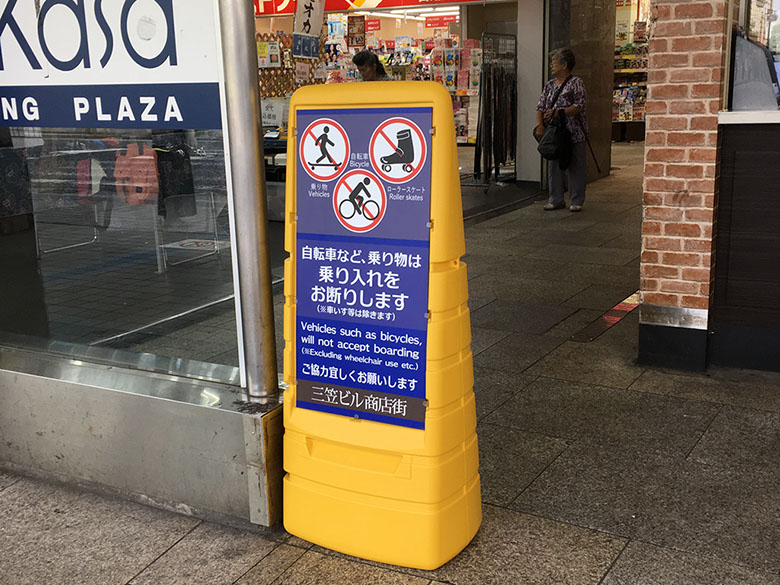 Kasa
NG PLAZA
自転車
Bicycle
乗り物
Vehicles
ローラースケート
Roller skates
自転車など、乗り物は
乗り入れを
お断りします
(※車いす等は除きます)
Vehicles such as bicycles,
will not accept boarding
(※Excluding wheelchair use etc.)
ご協力宜しくお願いします
三笠ビル商店街